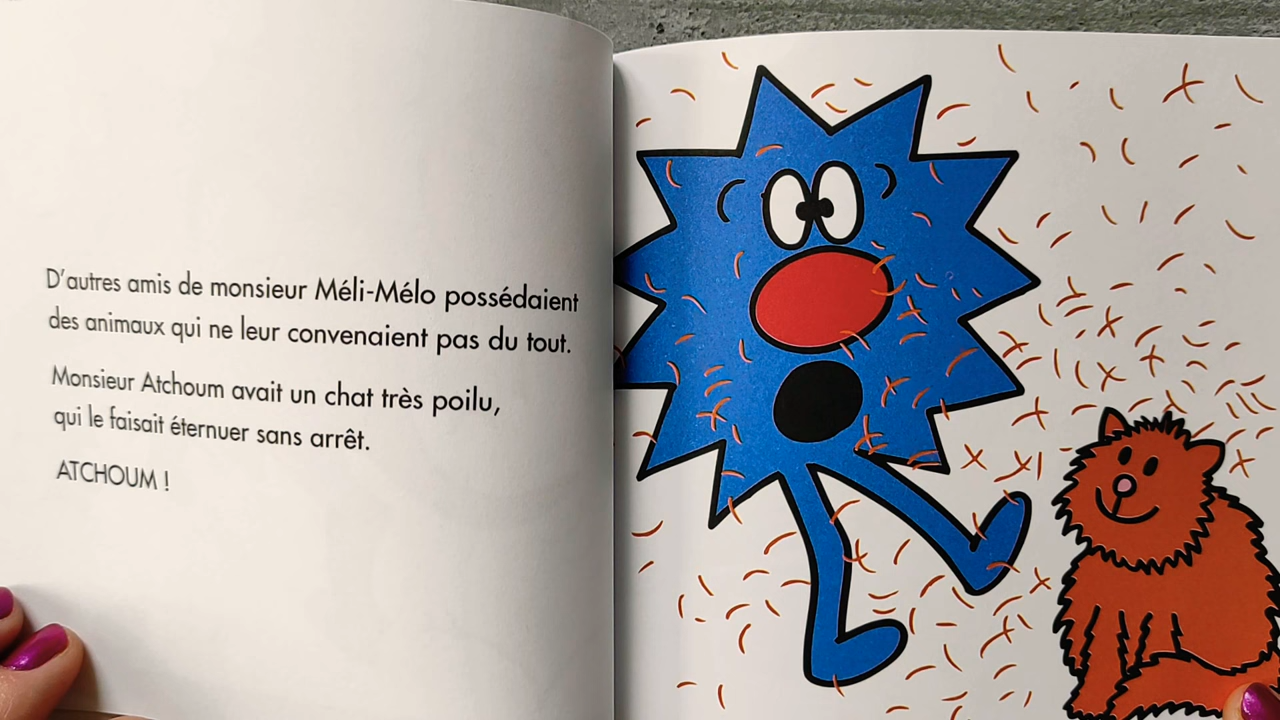 D'autres amis de monsieur Méli-Mélo possédaient
des animaux qui ne leur convenaient pas du tout.
Monsieur Atchoum avait un chat très poilu,
qui le faisait éternuer sans arrêt.
ATCHOUM !